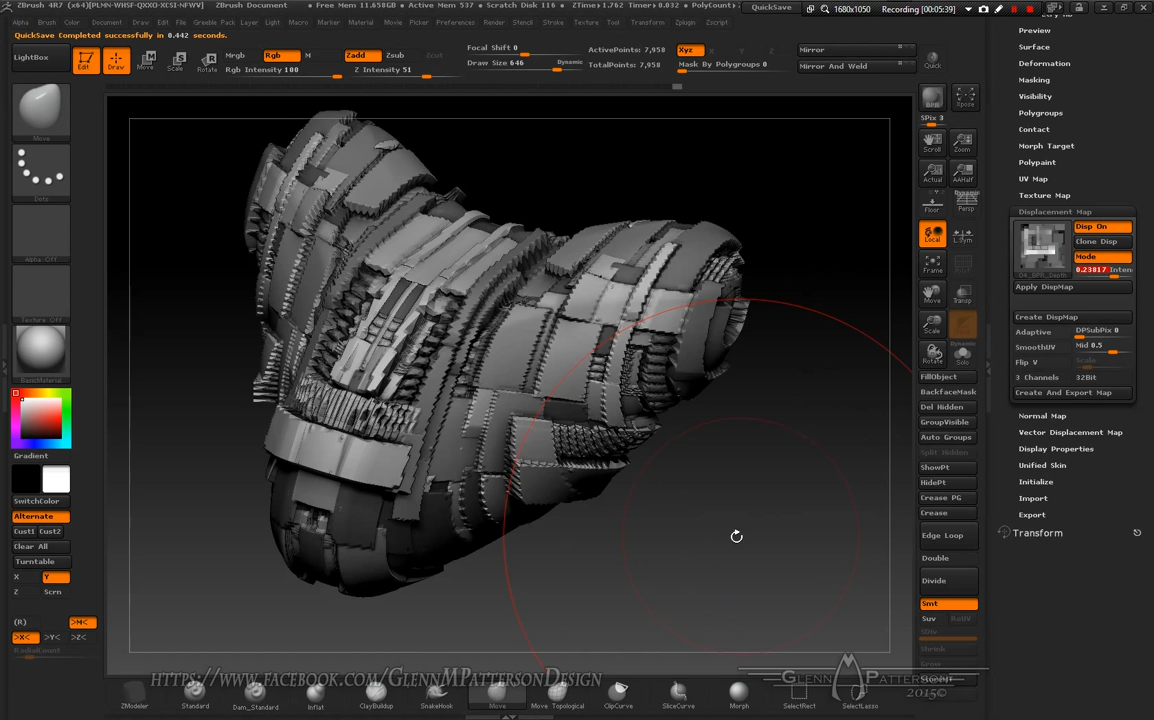 ZBrush 4R7 (x64)[PLMN-WHSF-QXXO-XCSI-NFWV] ZBrush Document • Free Mem 11.658GB • Active Mem 537 • Scratch Disk 116 • ZTime▸1.762 Timer▸0.032 • PolyCount▸ QuickSave 1680x1050 Recording [00:05:39]
Alpha Brush Color Document Draw Edit File Greeble Pack Layer Light Macro Marker Material Movie Picker Preferences Render Stencil Stroke Texture Tool Transform Zplugin Zscript
QuickSave Completed successfully in 0.442 seconds.
LightBox
Edit
Draw
Move
Scale
Rotate
Mrgb Rgb M
Rgb Intensity 100
Zadd Zsub Zcut
Z Intensity 51
Focal Shift 0
Draw Size 646 Dynamic
ActivePoints: 7,958
TotalPoints: 7,958
Xyz X Y Z
Mask By Polygroups 0
Mirror
Mirror And Weld
Quick
Move
Dots
Alpha Off
Texture Off
BasicMaterial
Gradient
SwitchColor
Alternate
Cust1 Cust2
Clear All
Turntable
X Y
Z Scrn
(R) >M<
>X< >Y< >Z<
RadialCount
BPR
Xpose
SPix 3
Scroll Zoom
Actual AAHalf
Dynamic
Floor Persp
Local L.Sym
Frame
Move Transp
Scale
Dynamic
Rotate Solo
FillObject
BackfaceMask
Del Hidden
GroupVisible
Auto Groups
Split Hidden
ShowPt
HidePt
Crease PG
Crease
Edge Loop
Double
Divide
Smt
Suv ReUV
SDiv
Shrink
Grow
Preview
Surface
Deformation
Masking
Visibility
Polygroups
Contact
Morph Target
Polypaint
UV Map
Texture Map
Displacement Map
Disp On
Clone Disp
Mode
0.23817 Inten
Apply DispMap
Create DispMap
Adaptive DPSubPix 0
SmoothUV Mid 0.5
Flip V Scale
3 Channels 32Bit
Create And Export Map
Normal Map
Vector Displacement Map
Display Properties
Unified Skin
Initialize
Import
Export
Transform
https://www.facebook.com/GlennMPattersonDesign
Glenn Patterson
2015©
ZModeler Standard Dam_Standard Inflat ClayBuildup SnakeHook Move Move Topological ClipCurve SliceCurve Morph SelectRect SelectLasso